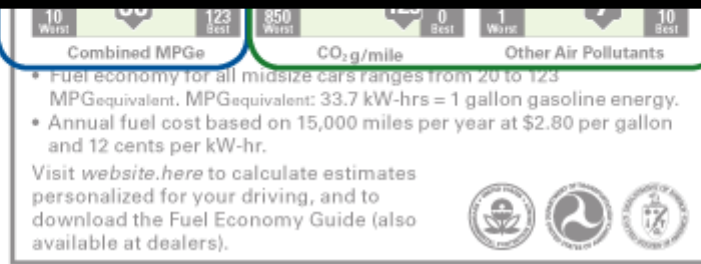 10 Worst 123 Best 850 Worst 0 Best 1 Worst 10 Best
Combined MPGe CO₂ g/mile Other Air Pollutants
• Fuel economy for all midsize cars ranges from 20 to 123
MPGequivalent. MPGequivalent: 33.7 kW-hrs = 1 gallon gasoline energy.
• Annual fuel cost based on 15,000 miles per year at $2.80 per gallon
and 12 cents per kW-hr.
Visit website.here to calculate estimates
personalized for your driving, and to
download the Fuel Economy Guide (also
available at dealers).